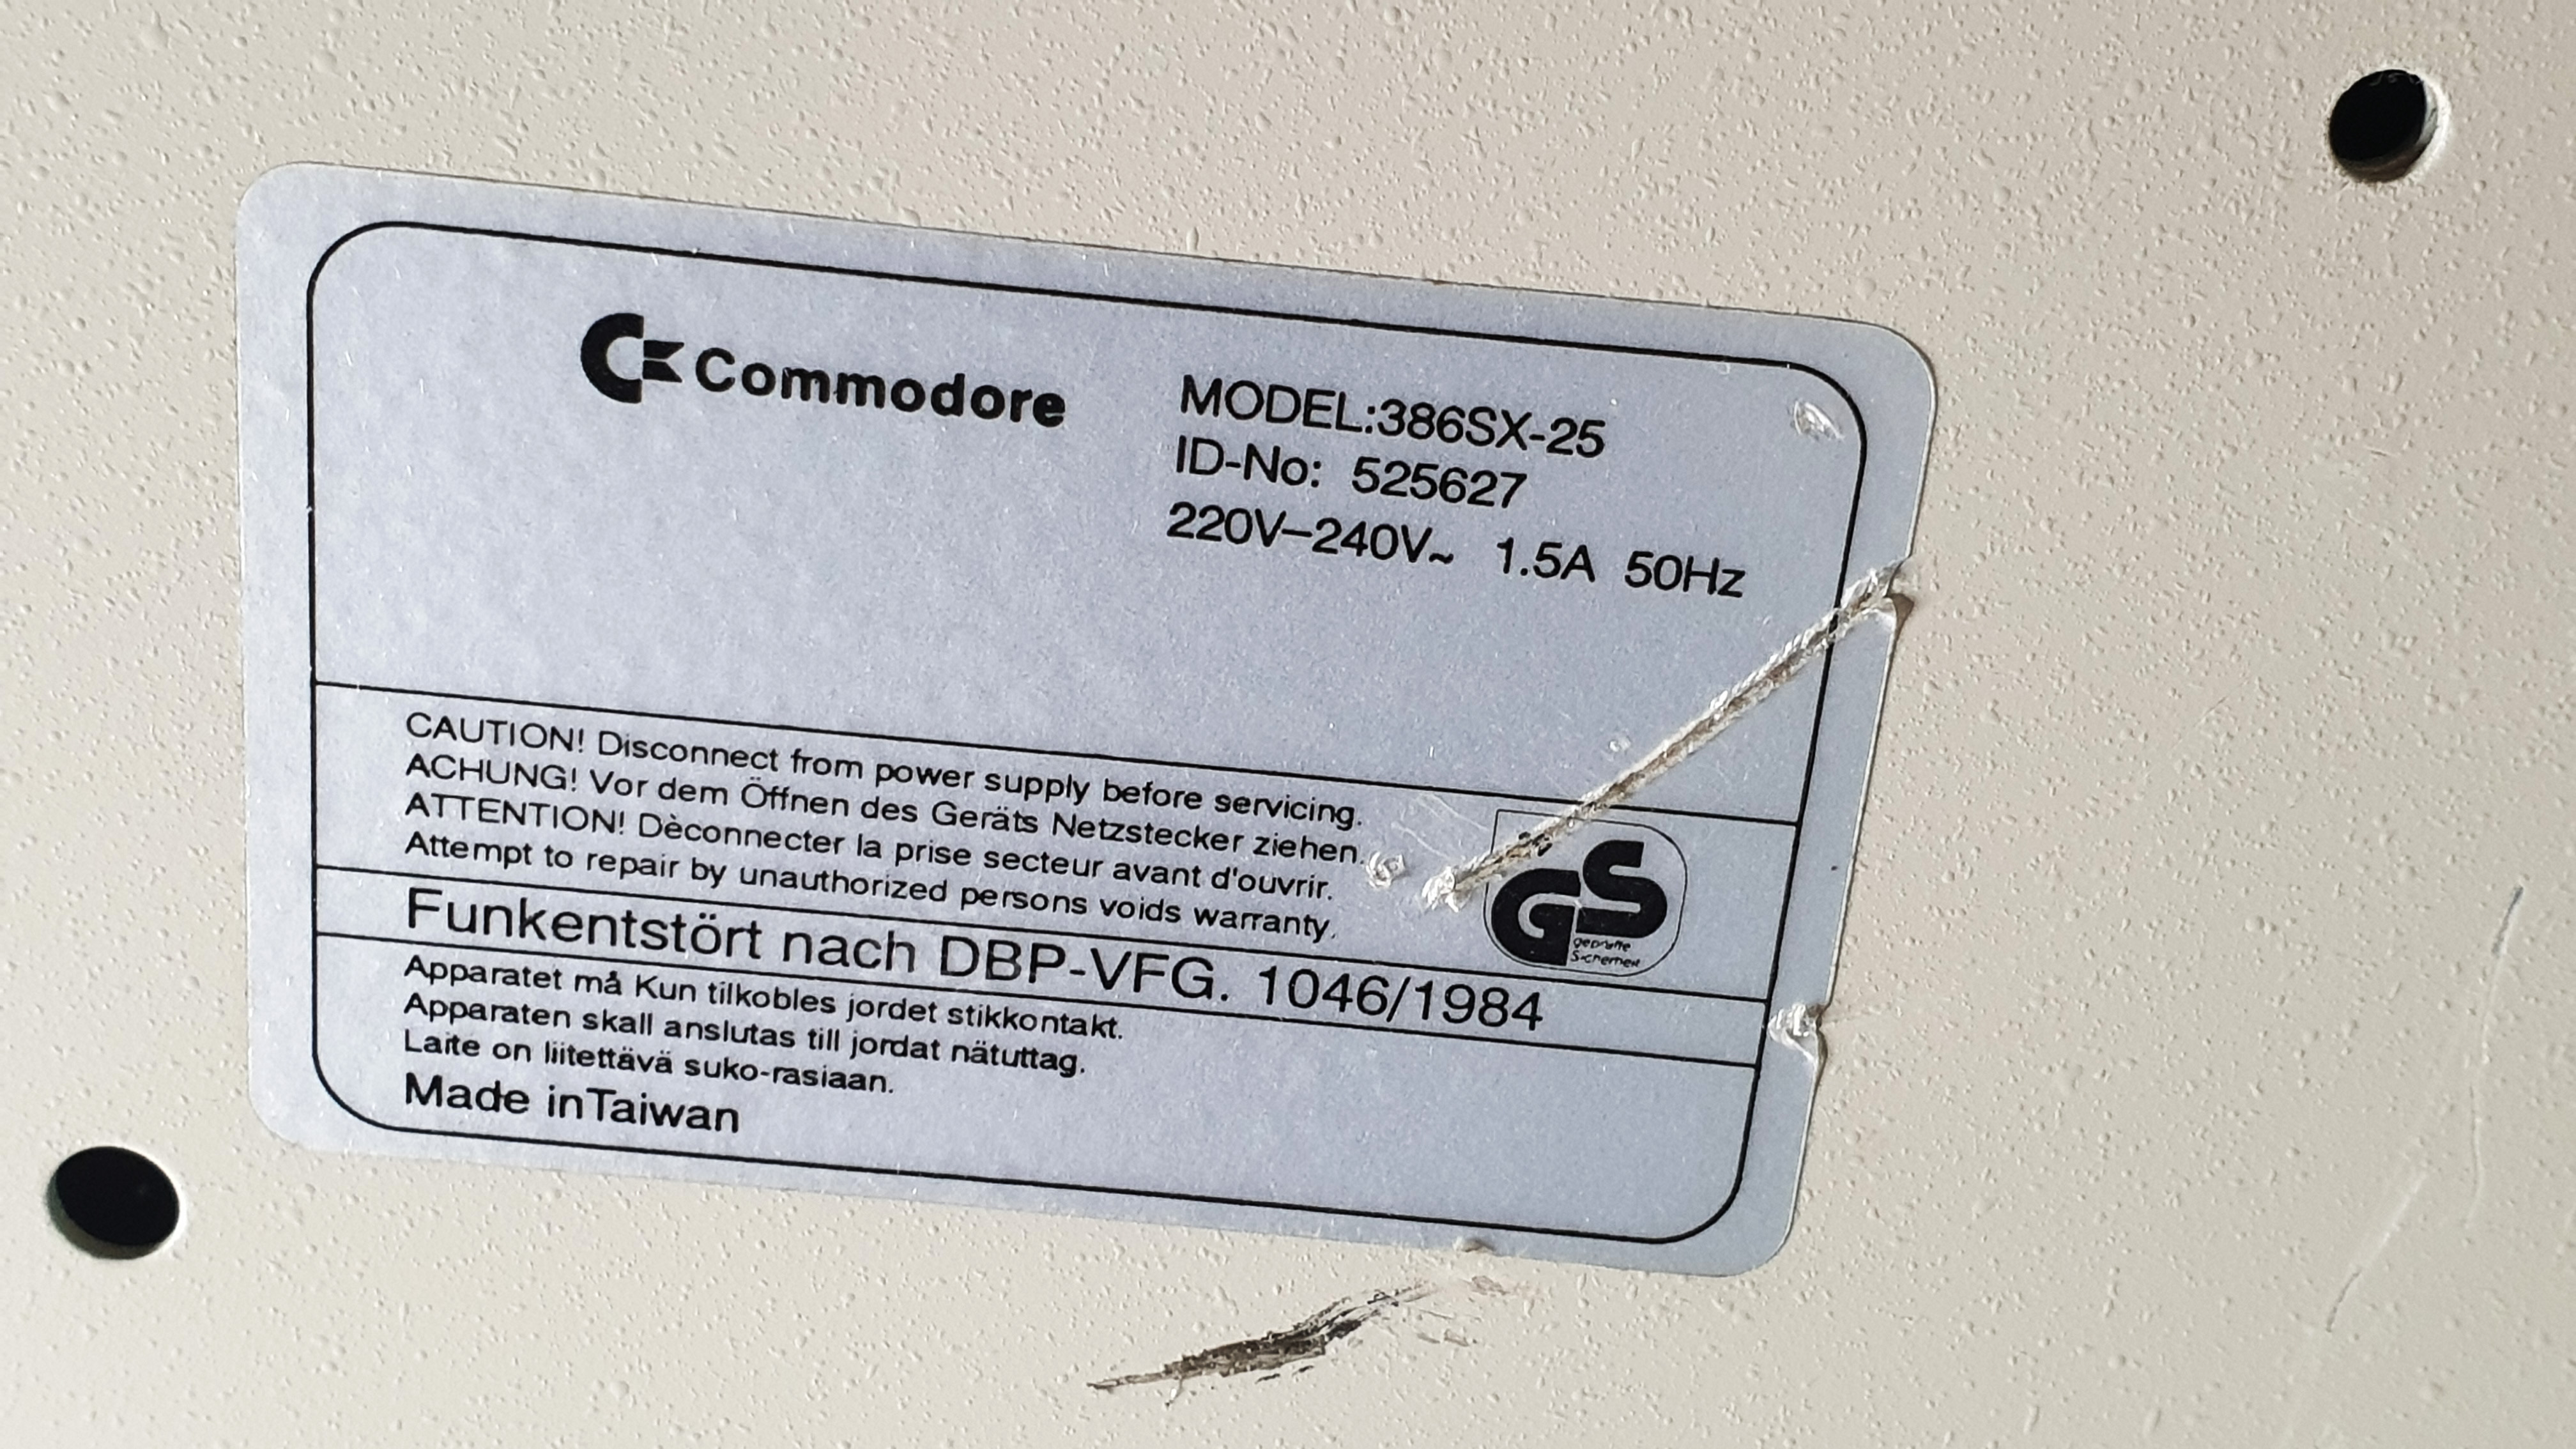 Commodore
MODEL:386SX-25
ID-No: 525627
220V–240V~ 1.5A 50Hz
CAUTION! Disconnect from power supply before servicing.
ACHUNG! Vor dem Öffnen des Geräts Netzstecker ziehen.
ATTENTION! Dèconnecter la prise secteur avant d'ouvrir.
Attempt to repair by unauthorized persons voids warranty.
GS
geprüfte
Sicherheit
Funkentstört nach DBP-VFG. 1046/1984
Apparatet må Kun tilkobles jordet stikkontakt.
Apparaten skall anslutas till jordat nätuttag.
Laite on liitettävä suko-rasiaan.
Made inTaiwan